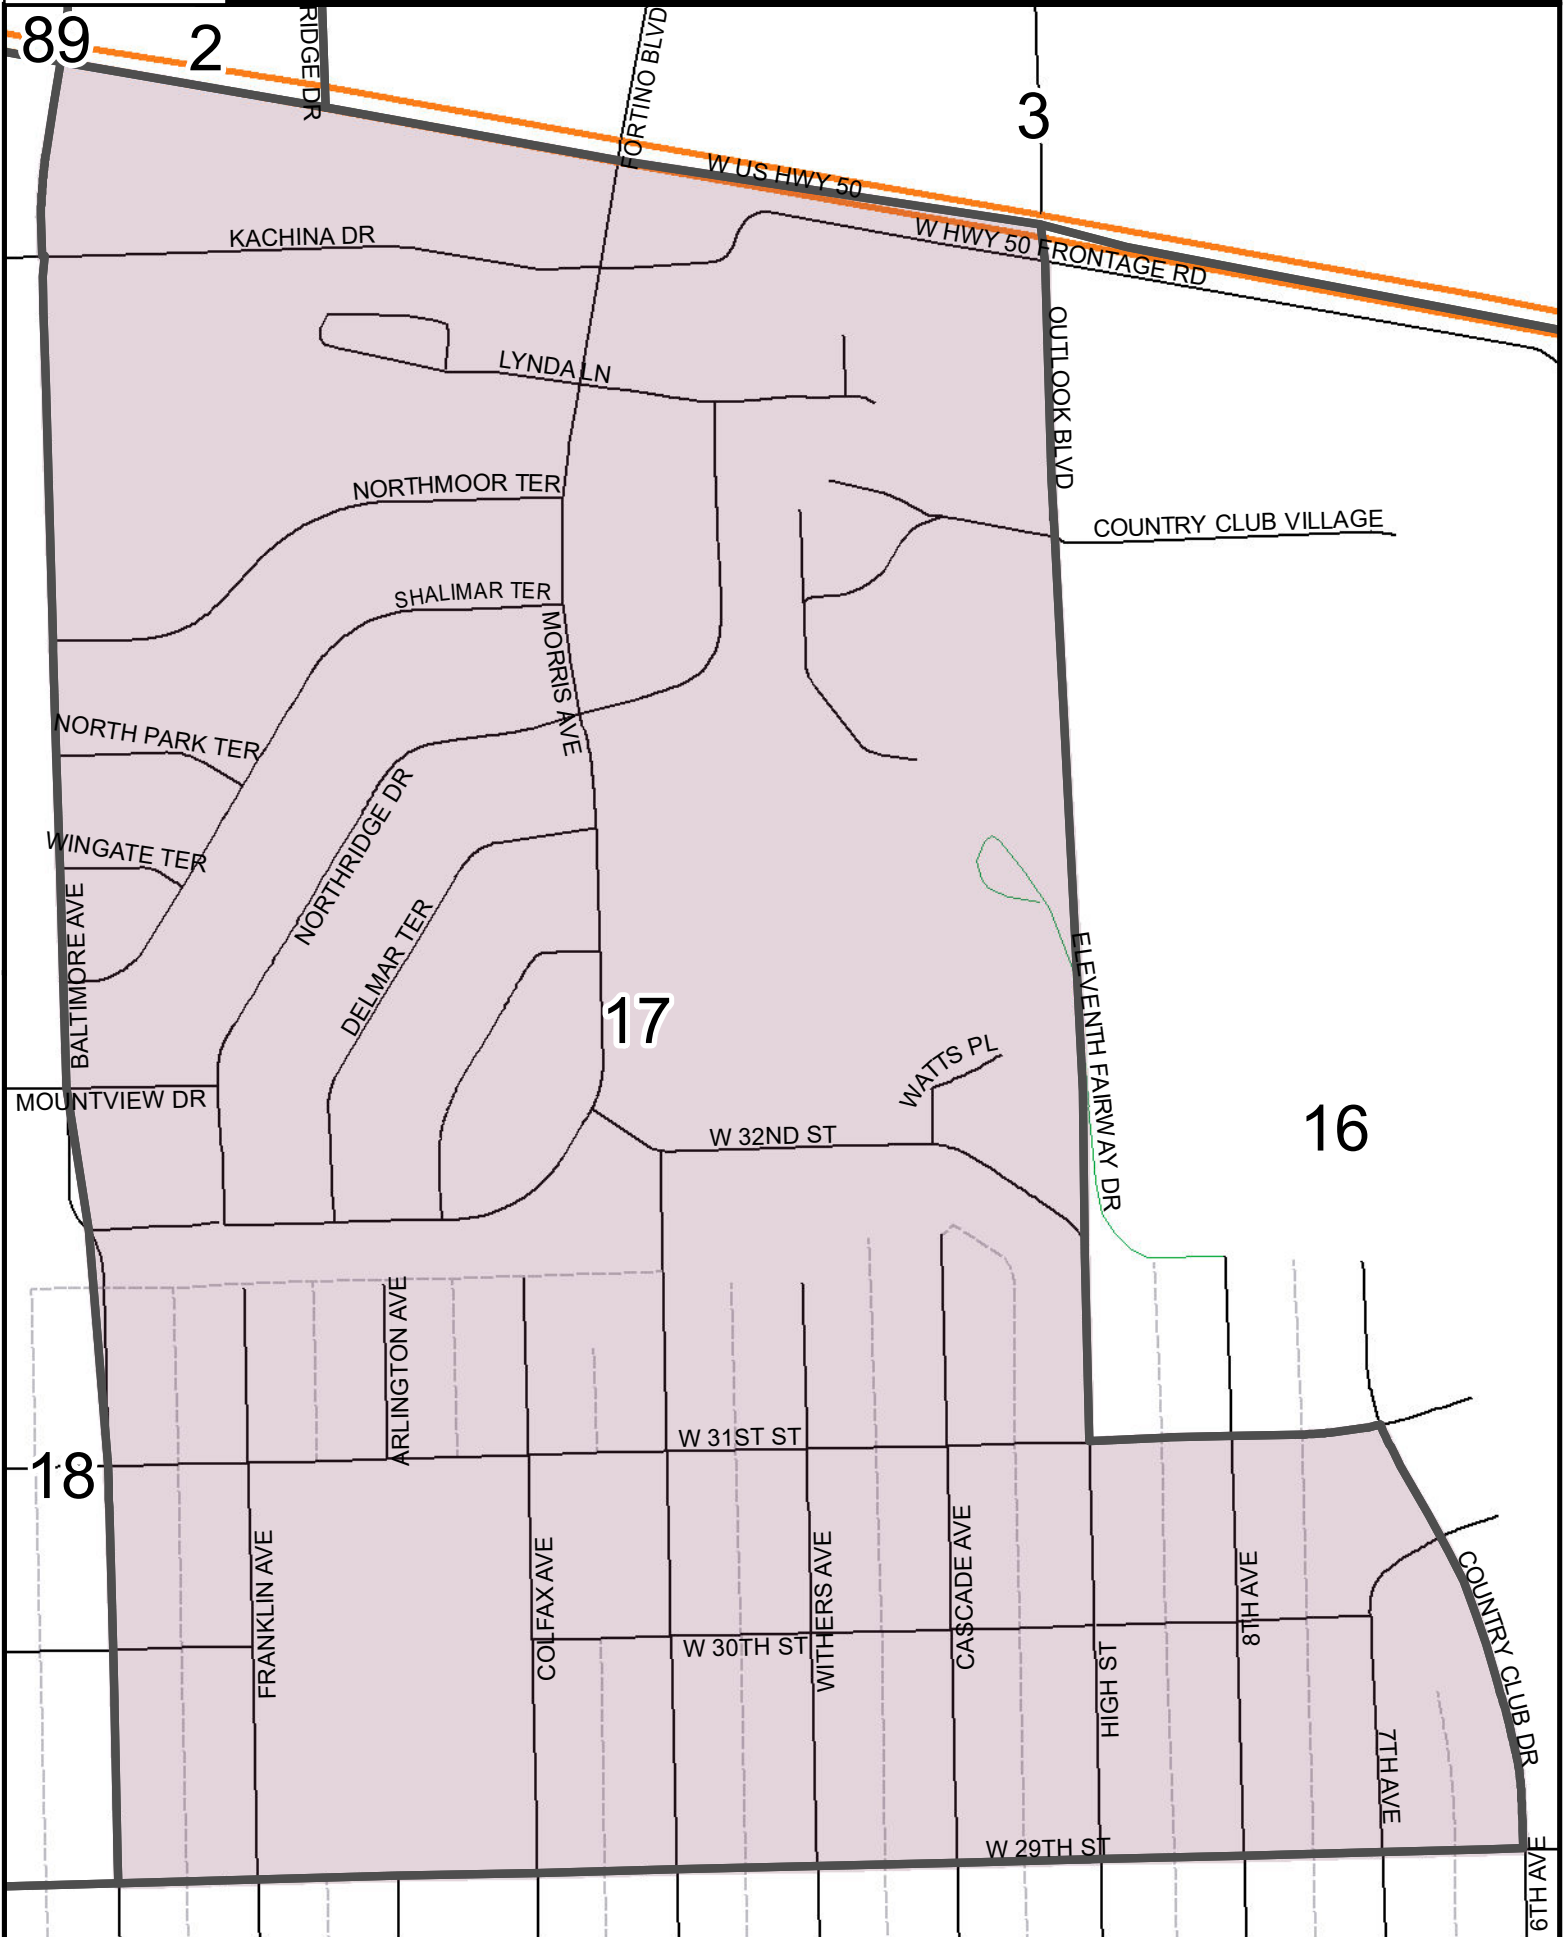 89
2
RIDGE DR
FORTINO BLVD
3
W US HWY 50
W HWY 50 FRONTAGE RD
KACHINA DR
OUTLOOK BLVD
LYNDA LN
NORTHMOOR TER
COUNTRY CLUB VILLAGE
SHALIMAR TER
MORRIS AVE
NORTH PARK TER
NORTHRIDGE DR
WINGATE TER
BALTIMORE AVE
DELMAR TER
ELEVENTH FAIRWAY DR
17
WATTS PL
MOUNTVIEW DR
W 32ND ST
16
ARLINGTON AVE
W 31ST ST
18
FRANKLIN AVE
COLFAX AVE
WITHERS AVE
CASCADE AVE
8TH AVE
COUNTRY CLUB DR
W 30TH ST
HIGH ST
7TH AVE
W 29TH ST
6TH AVE